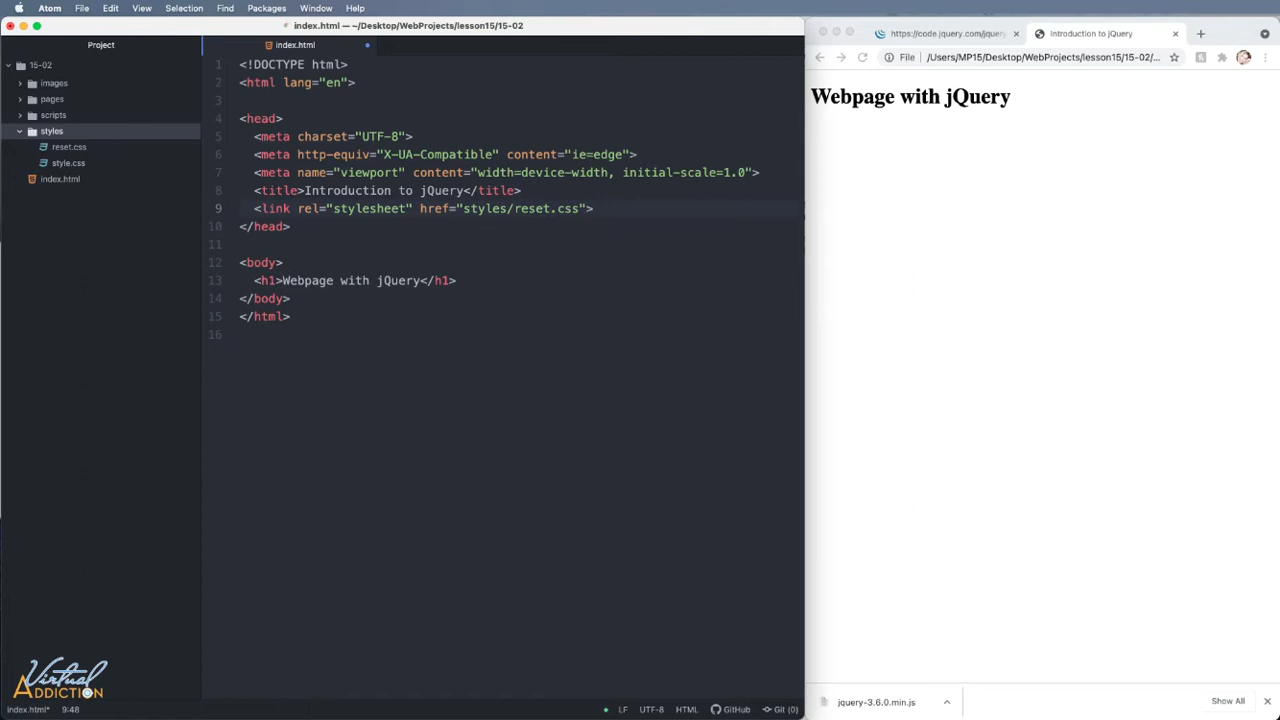 Atom File Edit View Selection Find Packages Window Help
index.html — ~/Desktop/WebProjects/lesson15/15-02
Project
index.html
15-02
images
pages
scripts
styles
reset.css
style.css
index.html
1 <!DOCTYPE html>
2 <html lang="en">
3
4 <head>
5 <meta charset="UTF-8">
6 <meta http-equiv="X-UA-Compatible" content="ie=edge">
7 <meta name="viewport" content="width=device-width, initial-scale=1.0">
8 <title>Introduction to jQuery</title>
9 <link rel="stylesheet" href="styles/reset.css">
10 </head>
11
12 <body>
13 <h1>Webpage with jQuery</h1>
14 </body>
15 </html>
16
Virtual
ADDICTION
index.html* 9:48
LF UTF-8 HTML GitHub Git (0)
https://code.jquery.com/jquery
Introduction to jQuery
File /Users/MP15/Desktop/WebProjects/lesson15/15-02/...
Webpage with jQuery
jquery-3.6.0.min.js
Show All